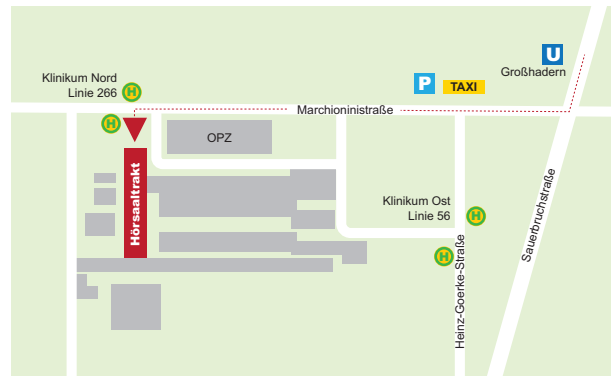 U
Großhadern
P
TAXI
Klinikum Nord
Linie 266
H
H
Marchioninistraße
OPZ
Hörsaaltrakt
Klinikum Ost
Linie 56
H
H
Heinz-Goerke-Straße
Sauerbruchstraße